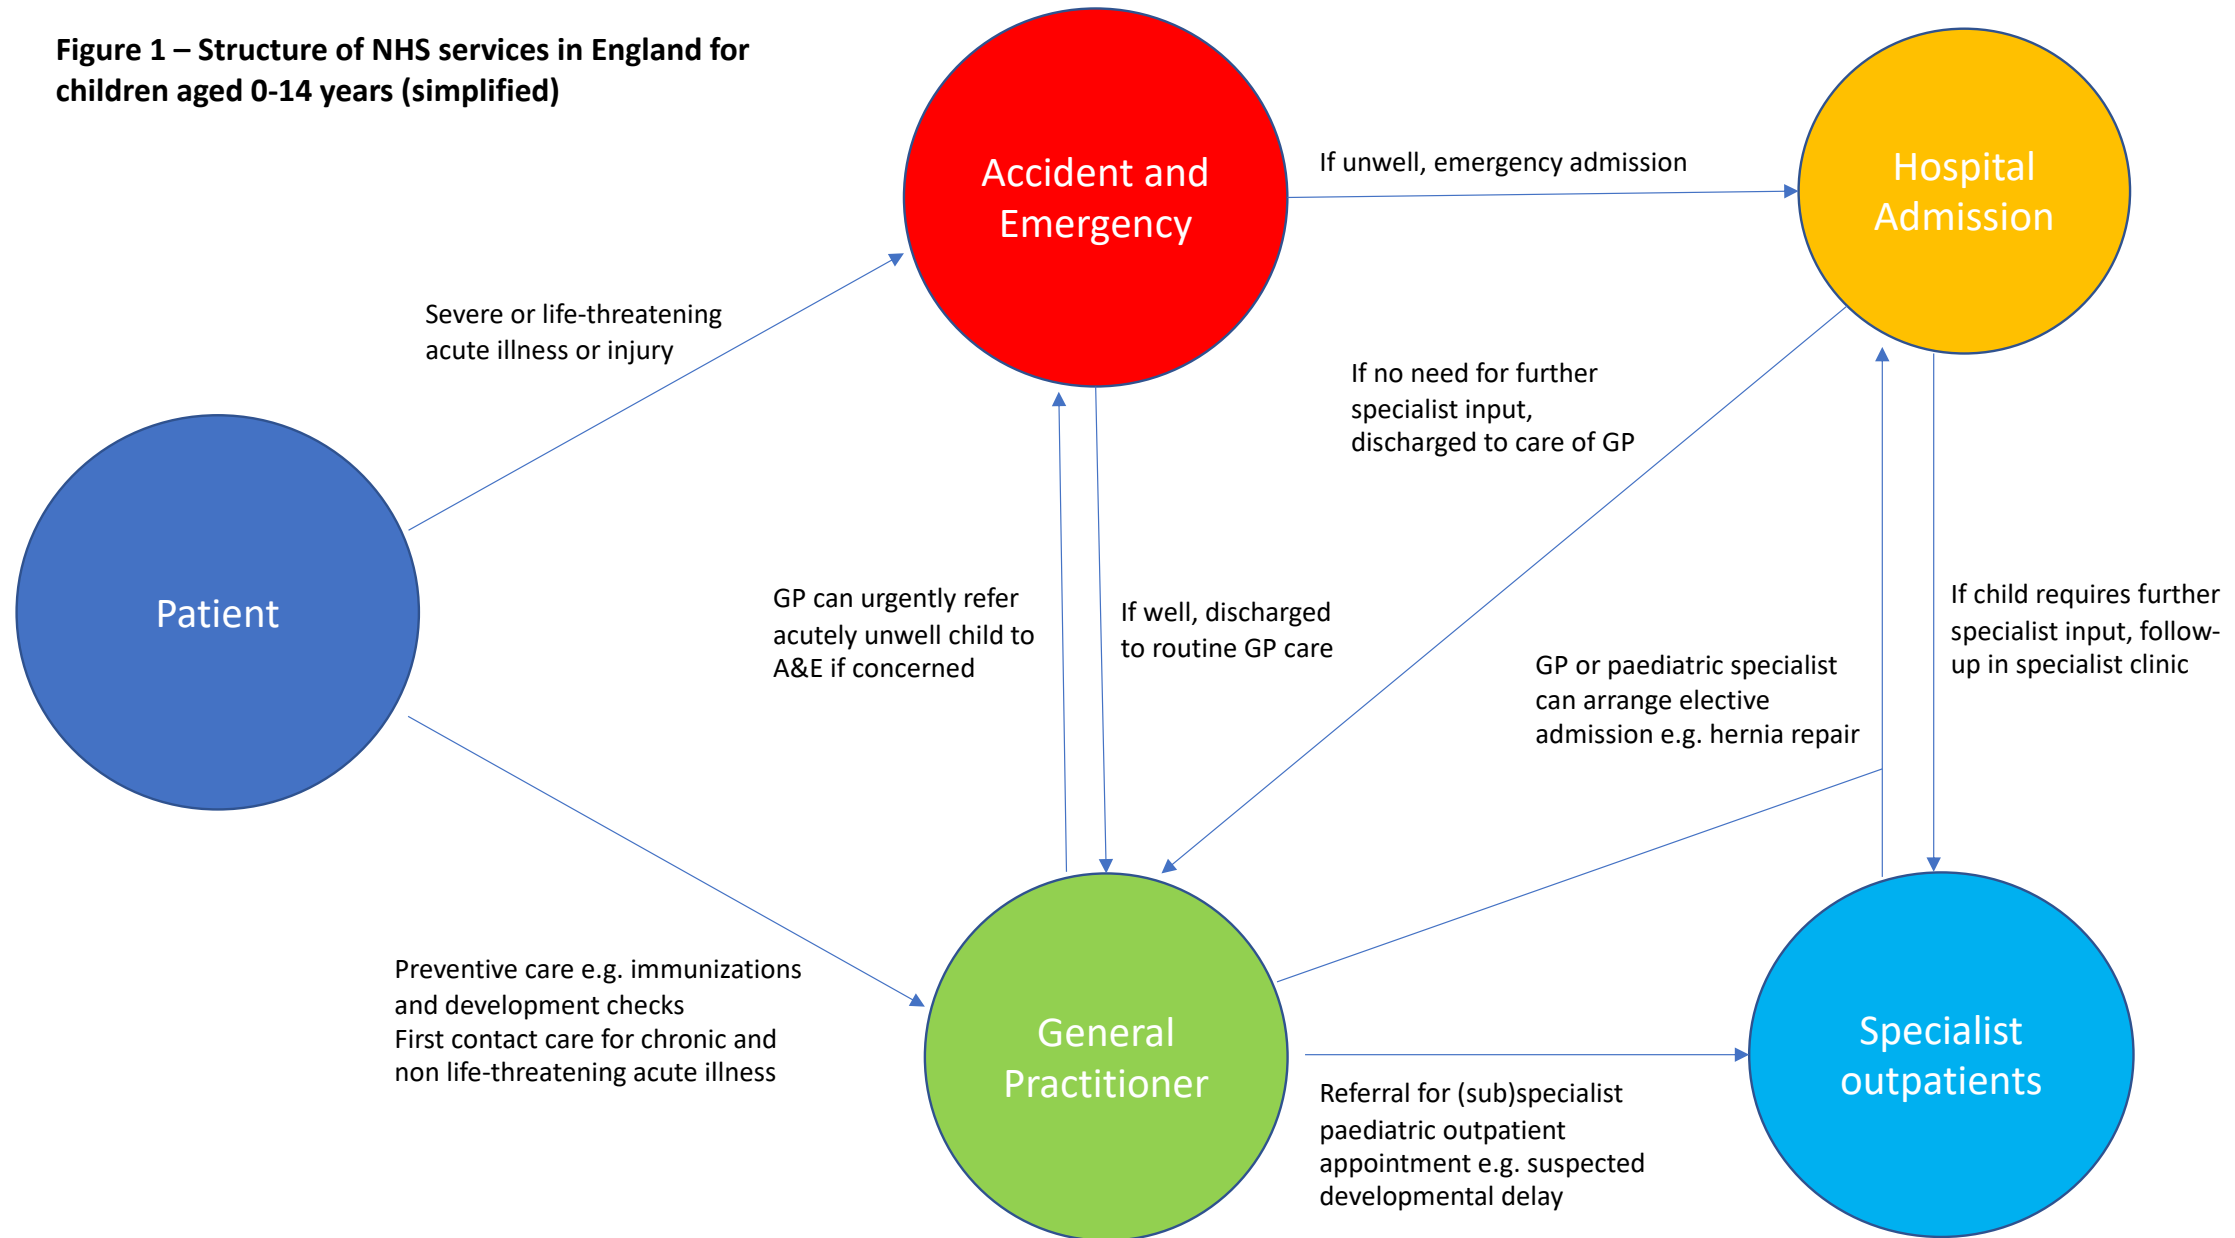 Figure 1 – Structure of NHS services in England for
children aged 0-14 years (simplified)
Accident and
Emergency
If unwell, emergency admission
Hospital
Admission
Severe or life-threatening
acute illness or injury
If no need for further
specialist input,
discharged to care of GP
Patient
GP can urgently refer
acutely unwell child to
A&E if concerned
If well, discharged
to routine GP care
GP or paediatric specialist
can arrange elective
admission e.g. hernia repair
If child requires further
specialist input, follow-
up in specialist clinic
Preventive care e.g. immunizations
and development checks
First contact care for chronic and
non life-threatening acute illness
General
Practitioner
Referral for (sub)specialist
paediatric outpatient
appointment e.g. suspected
developmental delay
Specialist
outpatients